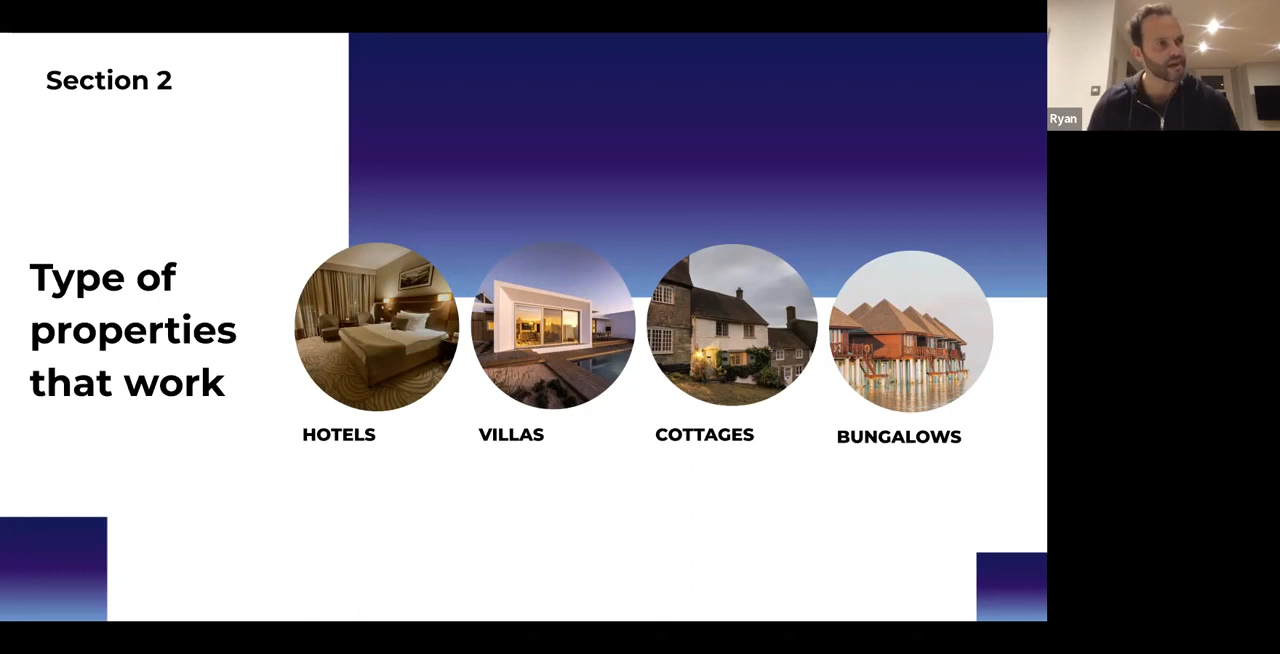 Section 2
Ryan
Type of
properties
that work
HOTELS
VILLAS
COTTAGES
BUNGALOWS